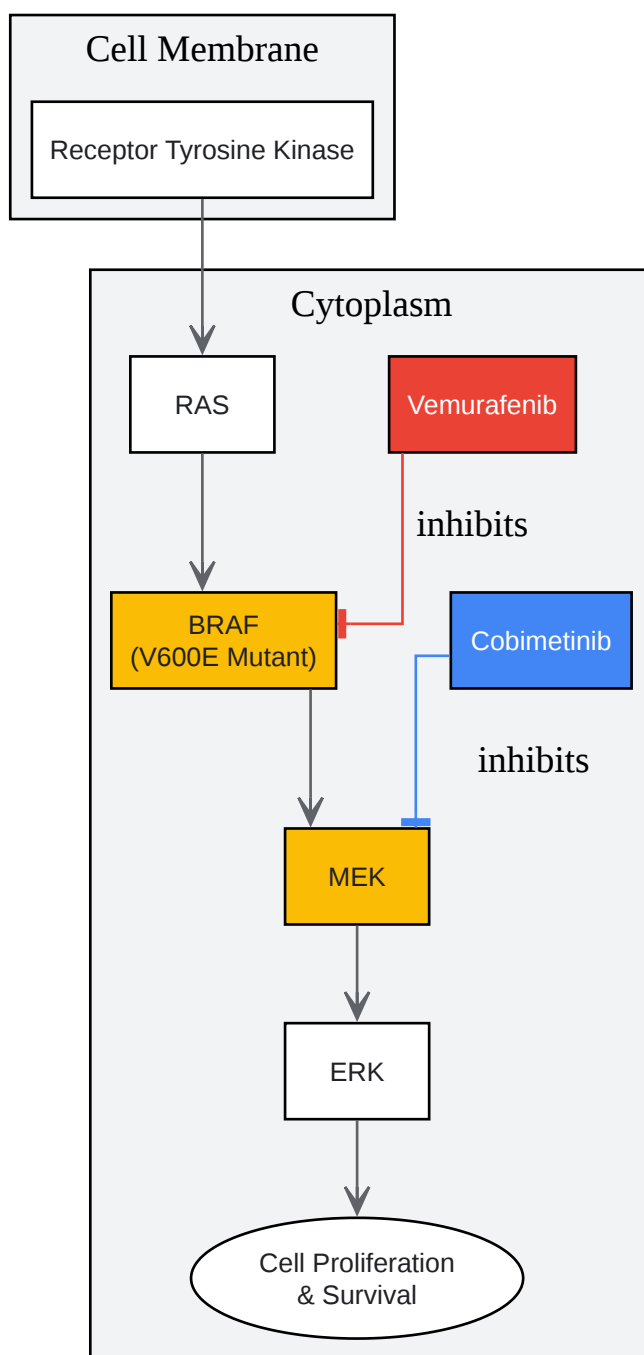 Cell Membrane
Receptor Tyrosine Kinase
Cytoplasm
RAS
Vemurafenib
inhibits
BRAF
(V600E Mutant)
Cobimetinib
inhibits
MEK
ERK
Cell Proliferation
& Survival